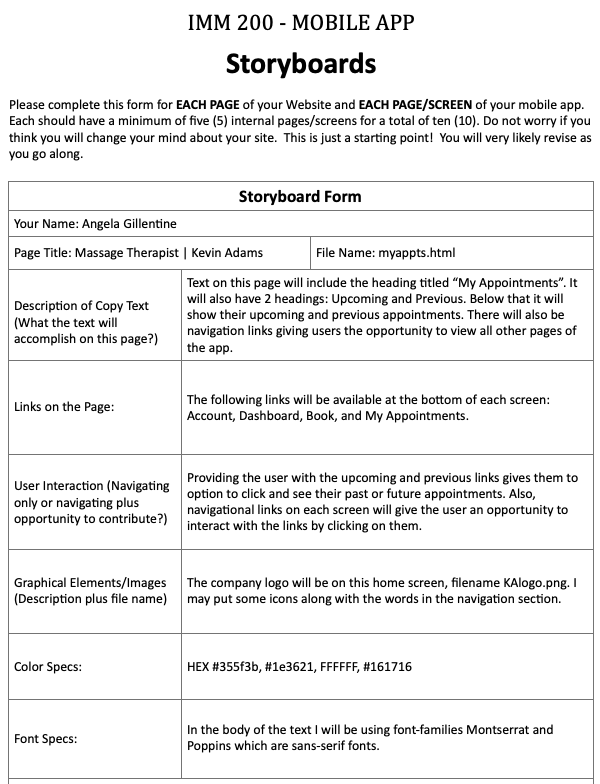 IMM 200 - MOBILE APP
Storyboards
Please complete this form for EACH PAGE of your Website and EACH PAGE/SCREEN of your mobile app.
Each should have a minimum of five (5) internal pages/screens for a total of ten (10). Do not worry if you
think you will change your mind about your site.  This is just a starting point!  You will very likely revise as
you go along.
Storyboard Form
Your Name: Angela Gillentine
Page Title: Massage Therapist | Kevin Adams
File Name: myappts.html
Description of Copy Text
(What the text will
accomplish on this page?)
Text on this page will include the heading titled “My Appointments”. It
will also have 2 headings: Upcoming and Previous. Below that it will
show their upcoming and previous appointments. There will also be
navigation links giving users the opportunity to view all other pages of
the app.
Links on the Page:
The following links will be available at the bottom of each screen:
Account, Dashboard, Book, and My Appointments.
User Interaction (Navigating
only or navigating plus
opportunity to contribute?)
Providing the user with the upcoming and previous links gives them to
option to click and see their past or future appointments. Also,
navigational links on each screen will give the user an opportunity to
interact with the links by clicking on them.
Graphical Elements/Images
(Description plus file name)
The company logo will be on this home screen, filename KAlogo.png. I
may put some icons along with the words in the navigation section.
Color Specs:
HEX #355f3b, #1e3621, FFFFFF, #161716
Font Specs:
In the body of the text I will be using font-families Montserrat and
Poppins which are sans-serif fonts.